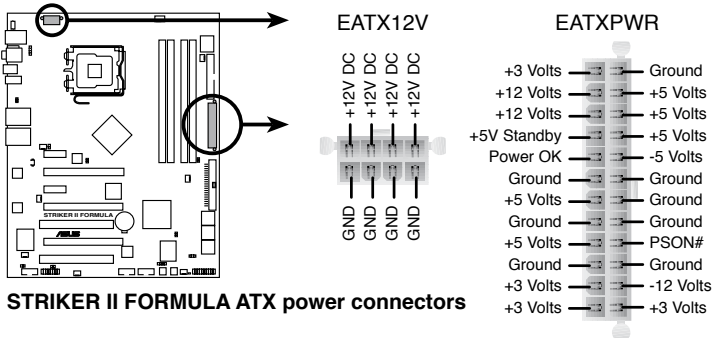 EATX12V
EATXPWR
+12V DC
+12V DC
+12V DC
+12V DC
GND
GND
GND
GND
+3 Volts Ground
+12 Volts +5 Volts
+12 Volts +5 Volts
+5V Standby +5 Volts
Power OK -5 Volts
Ground Ground
+5 Volts Ground
Ground Ground
+5 Volts PSON#
Ground Ground
+3 Volts -12 Volts
+3 Volts +3 Volts
STRIKER II FORMULA
ASUS
STRIKER II FORMULA ATX power connectors